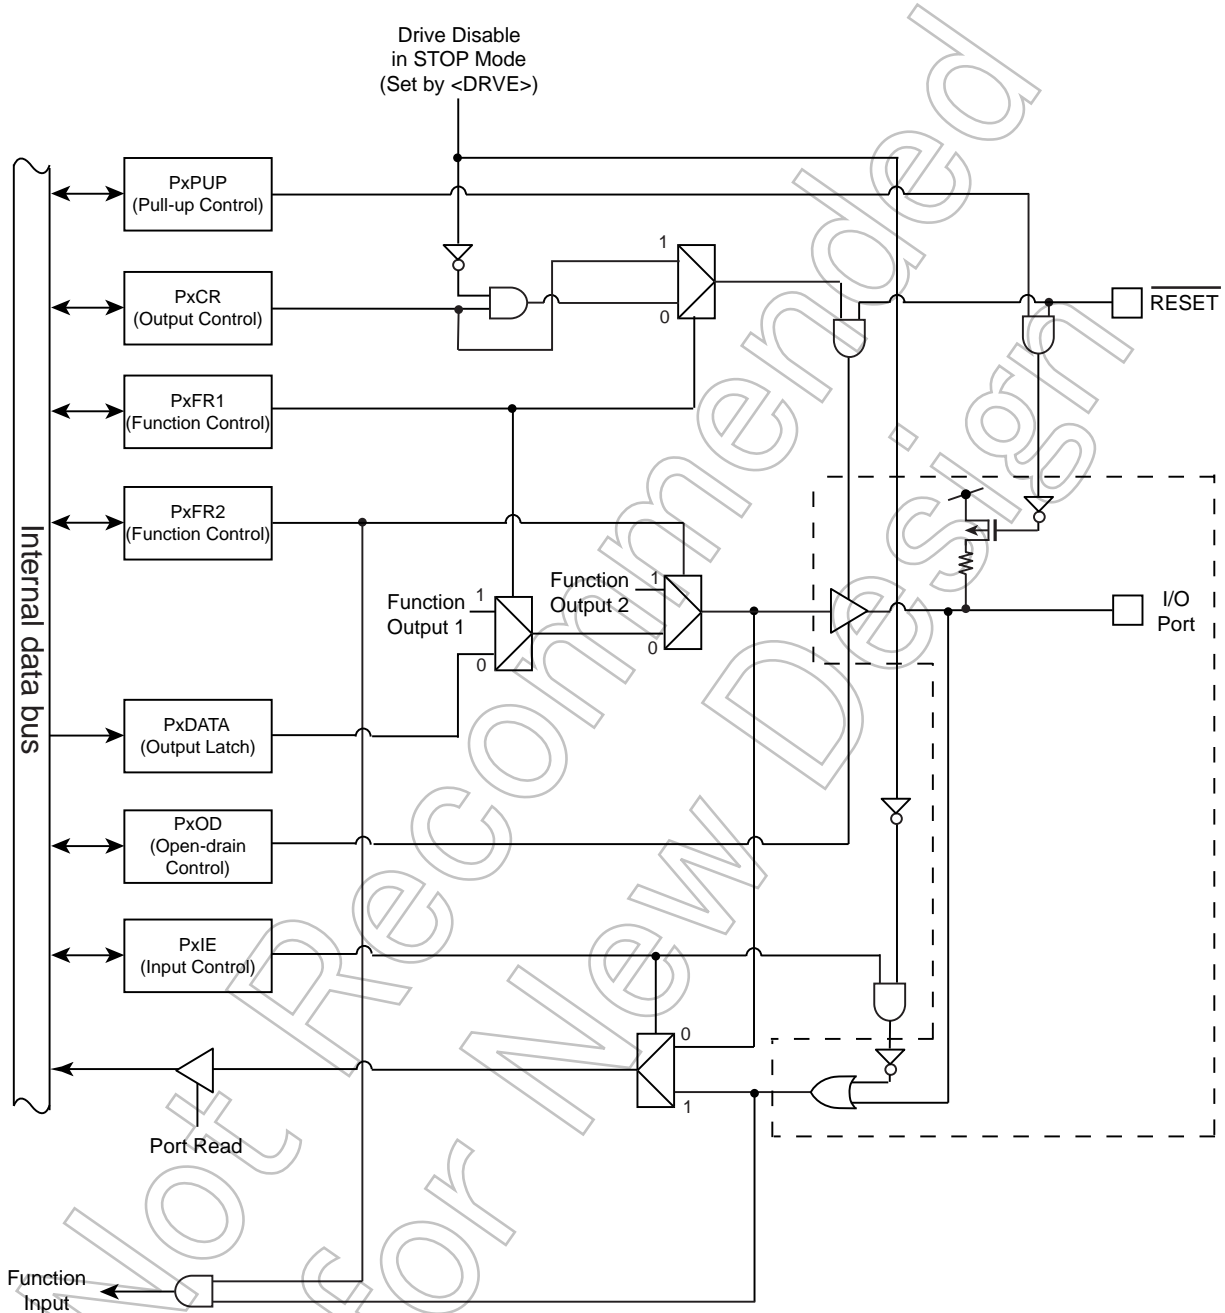 Drive Disable
in STOP Mode
(Set by <DRVE>)
PxPUP
(Pull-up Control)
1
PxCR
(Output Control)
0
RESET
PxFR1
(Function Control)
PxFR2
(Function Control)
Internal data bus
Function
Output 1
1
0
Function
Output 2
1
0
I/O
Port
PxDATA
(Output Latch)
PxOD
(Open-drain
Control)
PxIE
(Input Control)
0
1
Port Read
Function
Input
Not Recommended
for New Design